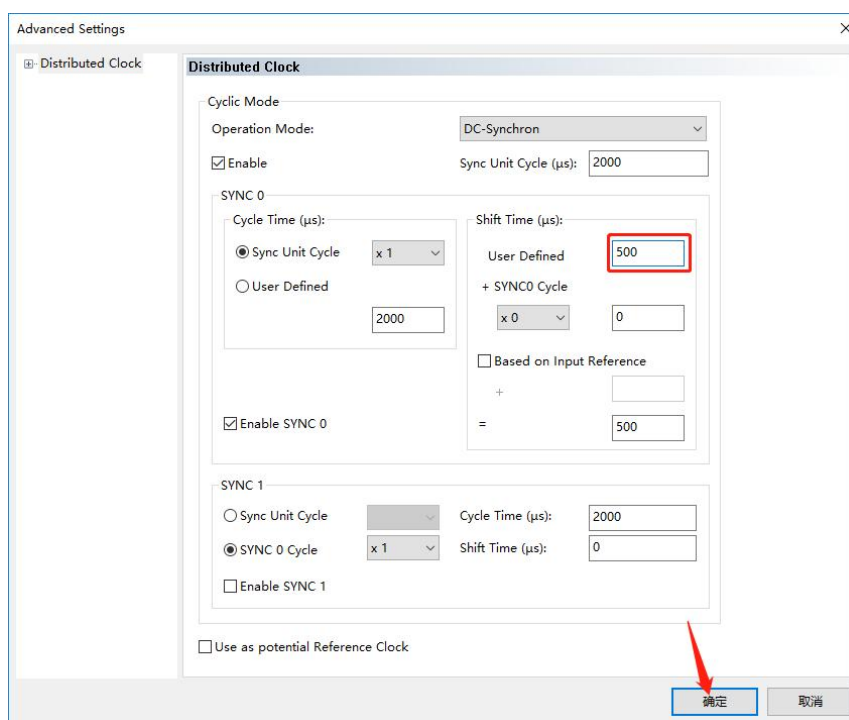 Advanced Settings
Distributed Clock
Distributed Clock
Cyclic Mode
Operation Mode: DC-Synchron
Enable Sync Unit Cycle (µs): 2000
SYNC 0
Cycle Time (µs): Shift Time (µs):
Sync Unit Cycle x 1 User Defined 500
User Defined + SYNC0 Cycle
2000 x 0 0
Based on Input Reference
+
Enable SYNC 0 = 500
SYNC 1
Sync Unit Cycle Cycle Time (µs): 2000
SYNC 0 Cycle x 1 Shift Time (µs): 0
Enable SYNC 1
Use as potential Reference Clock
确定 取消